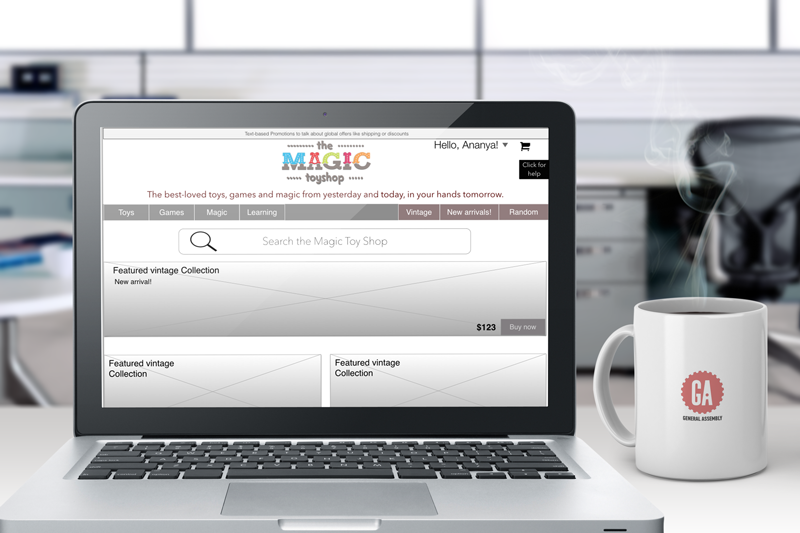 Text-based Promotions to talk about global offers like shipping or discounts
the
MAGIC
toyshop
Hello, Ananya!
Click for
help
The best-loved toys, games and magic from yesterday and today, in your hands tomorrow.
Toys Games Magic Learning Vintage New arrivals! Random
Search the Magic Toy Shop
Featured vintage Collection
New arrival!
$123 Buy now
Featured vintage
Collection
Featured vintage
Collection
GA
GENERAL ASSEMBLY